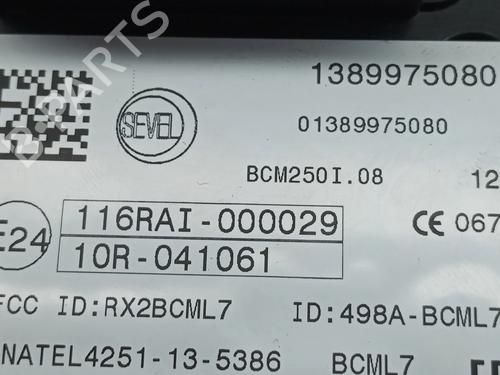 1389975080
SEVEL
01389975080
BCM250I.08 12
116RAI-000029
CE 067
E24
10R-041061
FCC ID:RX2BCML7 ID:498A-BCML7
NATEL4251-13-5386 BCML7